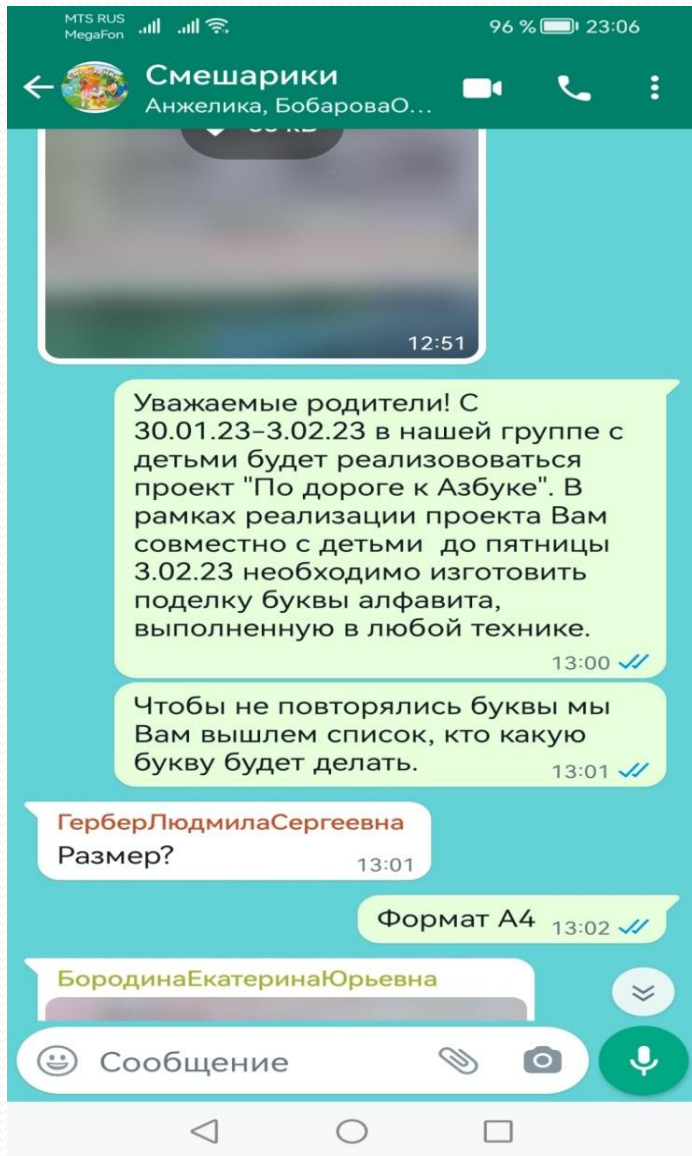 MTS RUS
MegaFon
96 % 23:06
Смешарики
Анжелика, БобароваО...
12:51
Уважаемые родители! С
30.01.23–3.02.23 в нашей группе с
детьми будет реализововаться
проект "По дороге к Азбуке". В
рамках реализации проекта Вам
совместно с детьми до пятницы
3.02.23 необходимо изготовить
поделку буквы алфавита,
выполненную в любой технике.
13:00
Чтобы не повторялись буквы мы
Вам вышлем список, кто какую
букву будет делать.
13:01
ГерберЛюдмилаСергеевна
Размер?
13:01
Формат А4 13:02
БородинаЕкатеринаЮрьевна
Сообщение